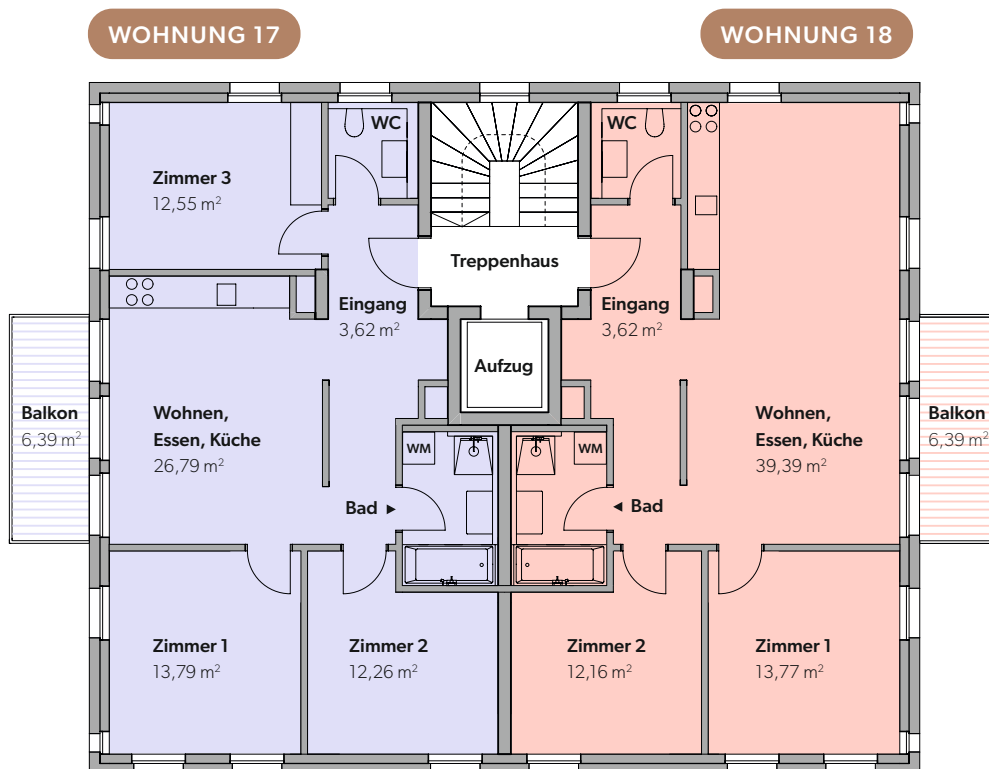 WOHNUNG 17
WOHNUNG 18
WC
WC
Zimmer 3
12,55 m²
Treppenhaus
Eingang
3,62 m²
Eingang
3,62 m²
Aufzug
Balkon
6,39 m²
Wohnen,
Essen, Küche
26,79 m²
Wohnen,
Essen, Küche
39,39 m²
Balkon
6,39 m²
WM
WM
Bad
Bad
Zimmer 1
13,79 m²
Zimmer 2
12,26 m²
Zimmer 2
12,16 m²
Zimmer 1
13,77 m²